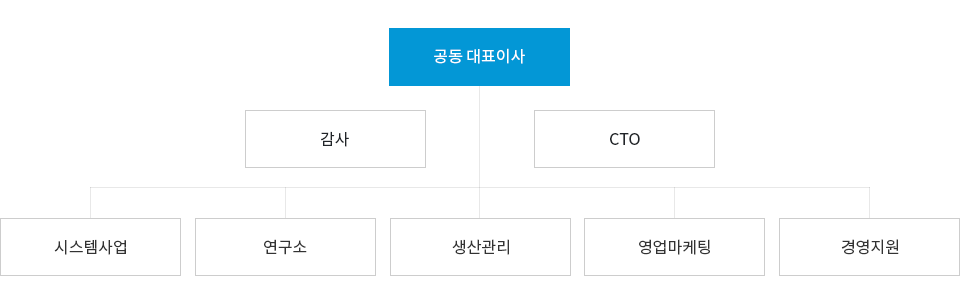 공동 대표이사
감사
CTO
시스템사업
연구소
생산관리
영업마케팅
경영지원